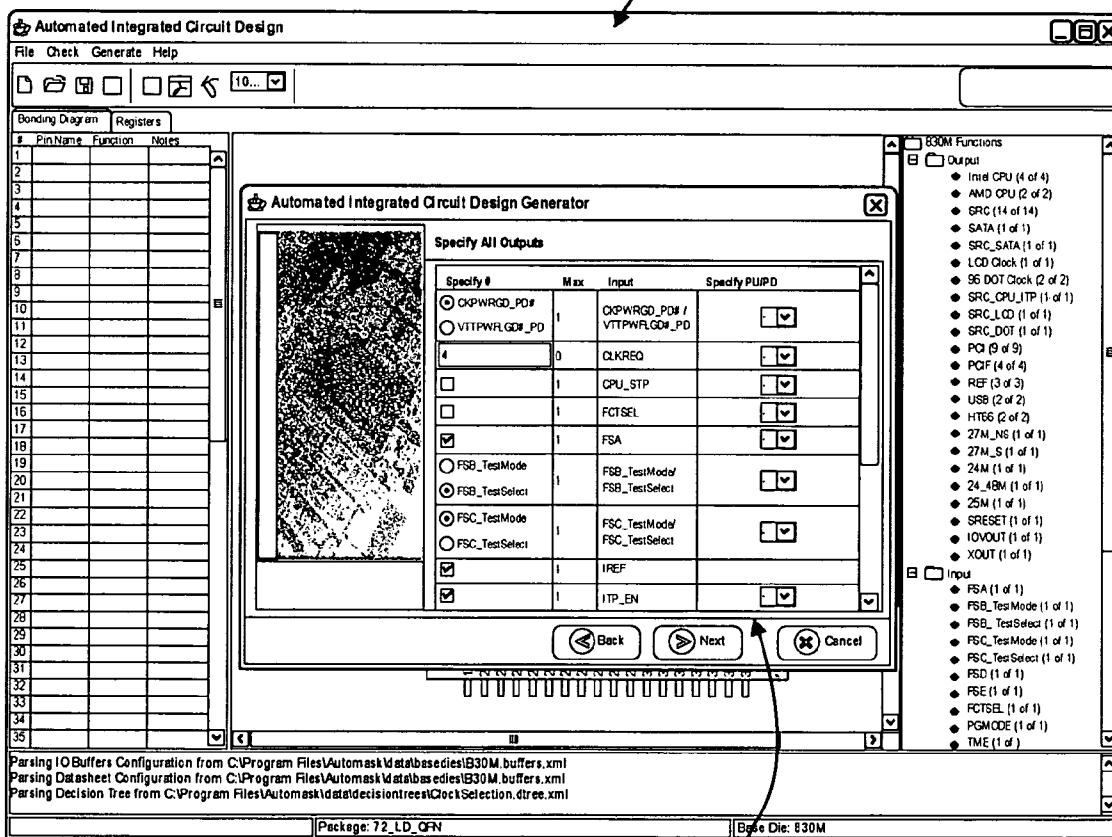 Automated Integrated Circuit Design
File Check Generate Help
10...
Bonding Diagram Registers
# Pin Name Function Notes
1
2
3
4
5
6
7
8
9
10
11
12
13
14
15
16
17
18
19
20
21
22
23
24
25
26
27
28
29
30
31
32
33
34
35
Automated Integrated Circuit Design Generator
Specify All Outputs
Specify # Max Input Specify PU/PD
CKPWRGD_PD# 1 CKPWRGD_PD# /
VTTPWFLGD#_PD VTTPWFLGD#_PD
4 0 CLKREQ
1 CPU_STP
1 FCTSEL
1 FSA
FSB_TestMode 1 FSB_TestMode/
FSB_TestSelect FSB_TestSelect
FSC_TestMode 1 FSC_TestMode/
FSC_TestSelect FSC_TestSelect
1 IREF
1 ITP_EN
Back Next Cancel
830M Functions
Output
Intel CPU (4 of 4)
AMD CPU (2 of 2)
SRC (14 of 14)
SATA (1 of 1)
SRC_SATA (1 of 1)
LCD Clock (1 of 1)
96 DOT Clock (2 of 2)
SRC_CPU_ITP (1 of 1)
SRC_LCD (1 of 1)
SRC_DOT (1 of 1)
PCI (9 of 9)
PCIF (4 of 4)
REF (3 of 3)
USB (2 of 2)
HT66 (2 of 2)
27M_NS (1 of 1)
27M_S (1 of 1)
24M (1 of 1)
24_48M (1 of 1)
25M (1 of 1)
SRESET (1 of 1)
IOVOUT (1 of 1)
XOUT (1 of 1)
Input
FSA (1 of 1)
FSB_TestMode (1 of 1)
FSB_ TestSelect (1 of 1)
FSC_TestMode (1 of 1)
FSC_TestSelect (1 of 1)
FSD (1 of 1)
FSE (1 of 1)
FCTSEL (1 of 1)
PGMODE (1 of 1)
TME (1 of )
Parsing IO Buffers Configuration from C:\Program Files\Automask\data\basedies\B30M.buffers.xml
Parsing Datasheet Configuration from C:\Program Files\Automask\data\basedies\B30M.buffers.xml
Parsing Decision Tree from C:\Program Files\Automask\data\decisiontrees\ClockSelection.dtree.xml
Package: 72_LD_QFN Base Die: 830M